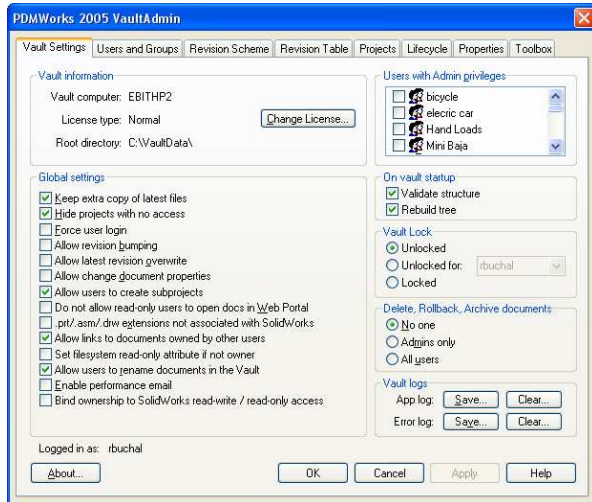 PDMWorks 2005 VaultAdmin
Vault Settings Users and Groups Revision Scheme Revision Table Projects Lifecycle Properties Toolbox
Vault information
Vault computer: EBITHP2
License type: Normal
Change License...
Root directory: C:\VaultData\
Users with Admin privileges
bicycle
elecric car
Hand Loads
Mini Baja
Global settings
Keep extra copy of latest files
Hide projects with no access
Force user login
Allow revision bumping
Allow latest revision overwrite
Allow change document properties
Allow users to create subprojects
Do not allow read-only users to open docs in Web Portal
.prt/.asm/.drw extensions not associated with SolidWorks
Allow links to documents owned by other users
Set filesystem read-only attribute if not owner
Allow users to rename documents in the Vault
Enable performance email
Bind ownership to SolidWorks read-write / read-only access
On vault startup
Validate structure
Rebuild tree
Vault Lock
Unlocked
Unlocked for: rbuchal
Locked
Delete, Rollback, Archive documents
No one
Admins only
All users
Vault logs
App log: Save... Clear...
Error log: Save... Clear...
Logged in as: rbuchal
About... OK Cancel Apply Help